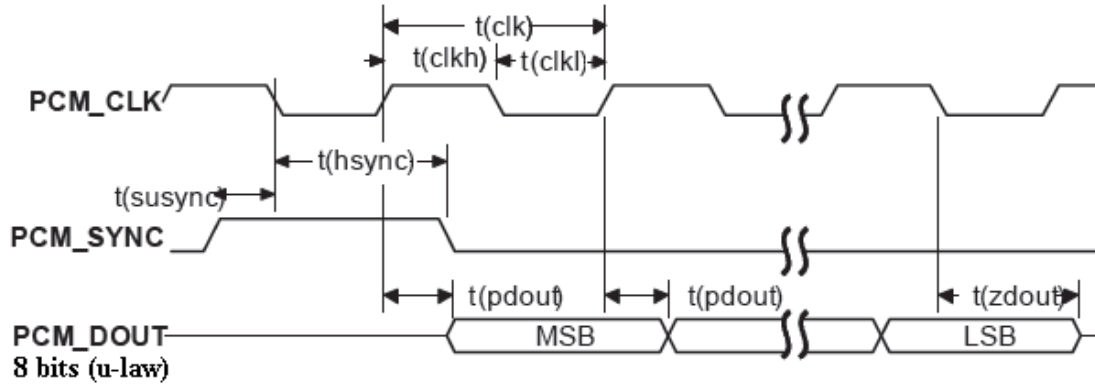 t(clk)
t(clkh) t(clkl)
PCM_CLK
t(hsync)
t(susync)
PCM_SYNC
t(pdout) t(pdout) t(zdout)
PCM_DOUT MSB LSB
8 bits (u-law)